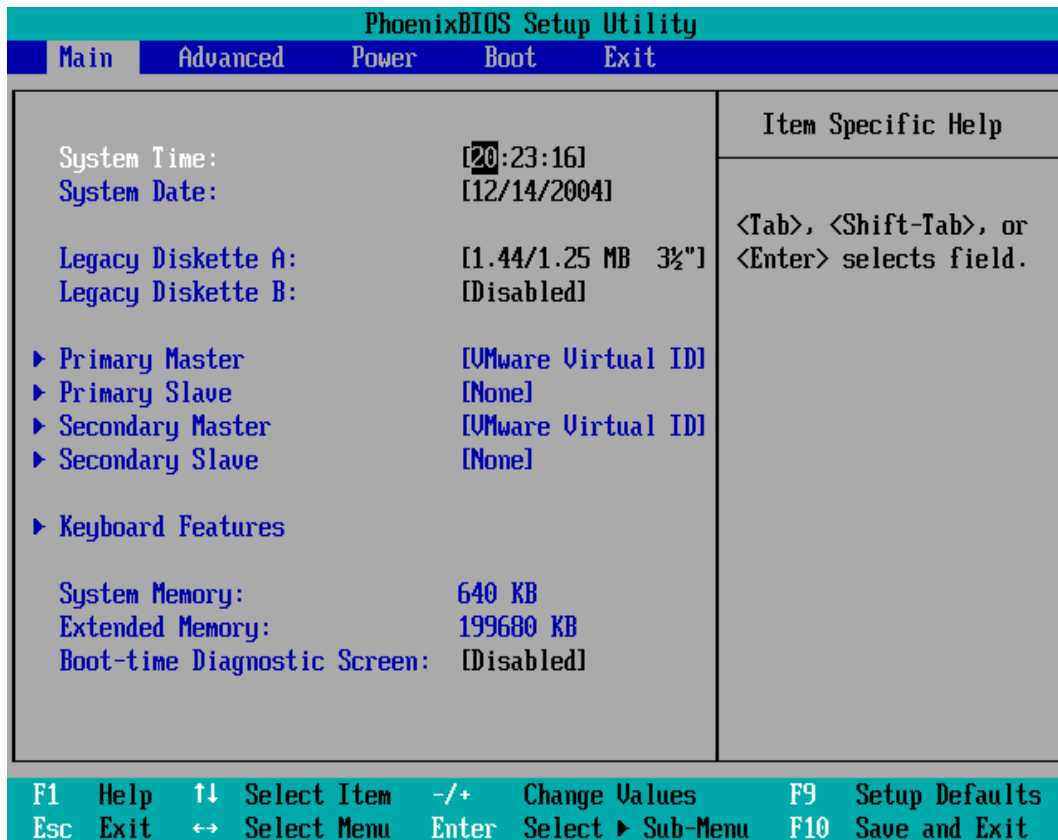 PhoenixBIOS Setup Utility
Main Advanced Power Boot Exit
Item Specific Help
System Time: [20:23:16]
System Date: [12/14/2004]
<Tab>, <Shift-Tab>, or
<Enter> selects field.
Legacy Diskette A: [1.44/1.25 MB 3½"]
Legacy Diskette B: [Disabled]
▶ Primary Master [VMware Virtual ID]
▶ Primary Slave [None]
▶ Secondary Master [VMware Virtual ID]
▶ Secondary Slave [None]
▶ Keyboard Features
System Memory: 640 KB
Extended Memory: 199680 KB
Boot-time Diagnostic Screen: [Disabled]
F1 Help ↑↓ Select Item -/+ Change Values F9 Setup Defaults
Esc Exit ↔ Select Menu Enter Select ▶ Sub-Menu F10 Save and Exit